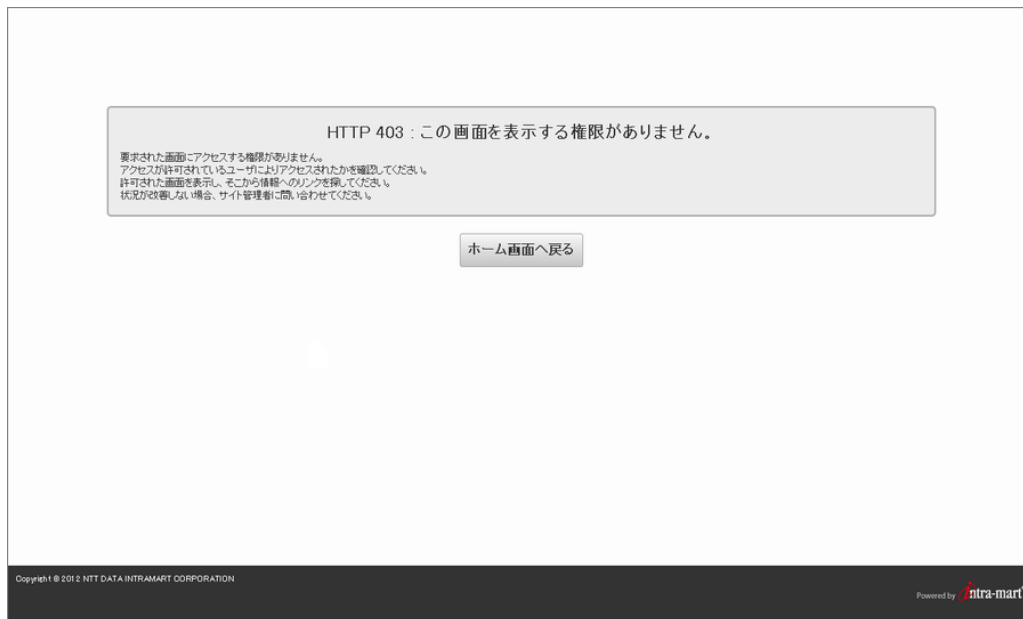 HTTP 403 : この画面を表示する権限がありません。
要求された画面にアクセスする権限がありません。
アクセスが許可されているユーザによりアクセスされたかを確認してください。
許可された画面を表示し、そこから情報へのリンクを探してください。
状況が改善しない場合、サイト管理者に問い合わせてください。
ホーム画面へ戻る
Copyright © 2012 NTT DATA INTRAMART CORPORATION
Powered by intra-mart